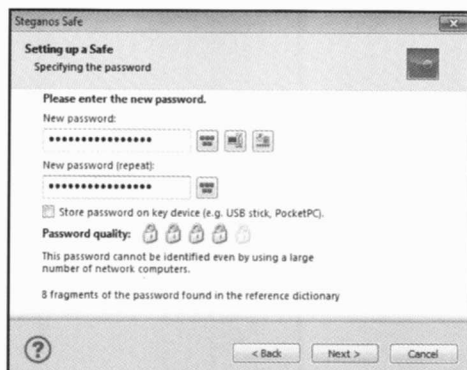 Steganos Safe
Setting up a Safe
Specifying the password
Please enter the new password.
New password:
••••••••••••••••
New password (repeat):
••••••••••••••••
Store password on key device (e.g. USB stick, PocketPC).
Password quality:
This password cannot be identified even by using a large
number of network computers.
8 fragments of the password found in the reference dictionary
< Back Next > Cancel